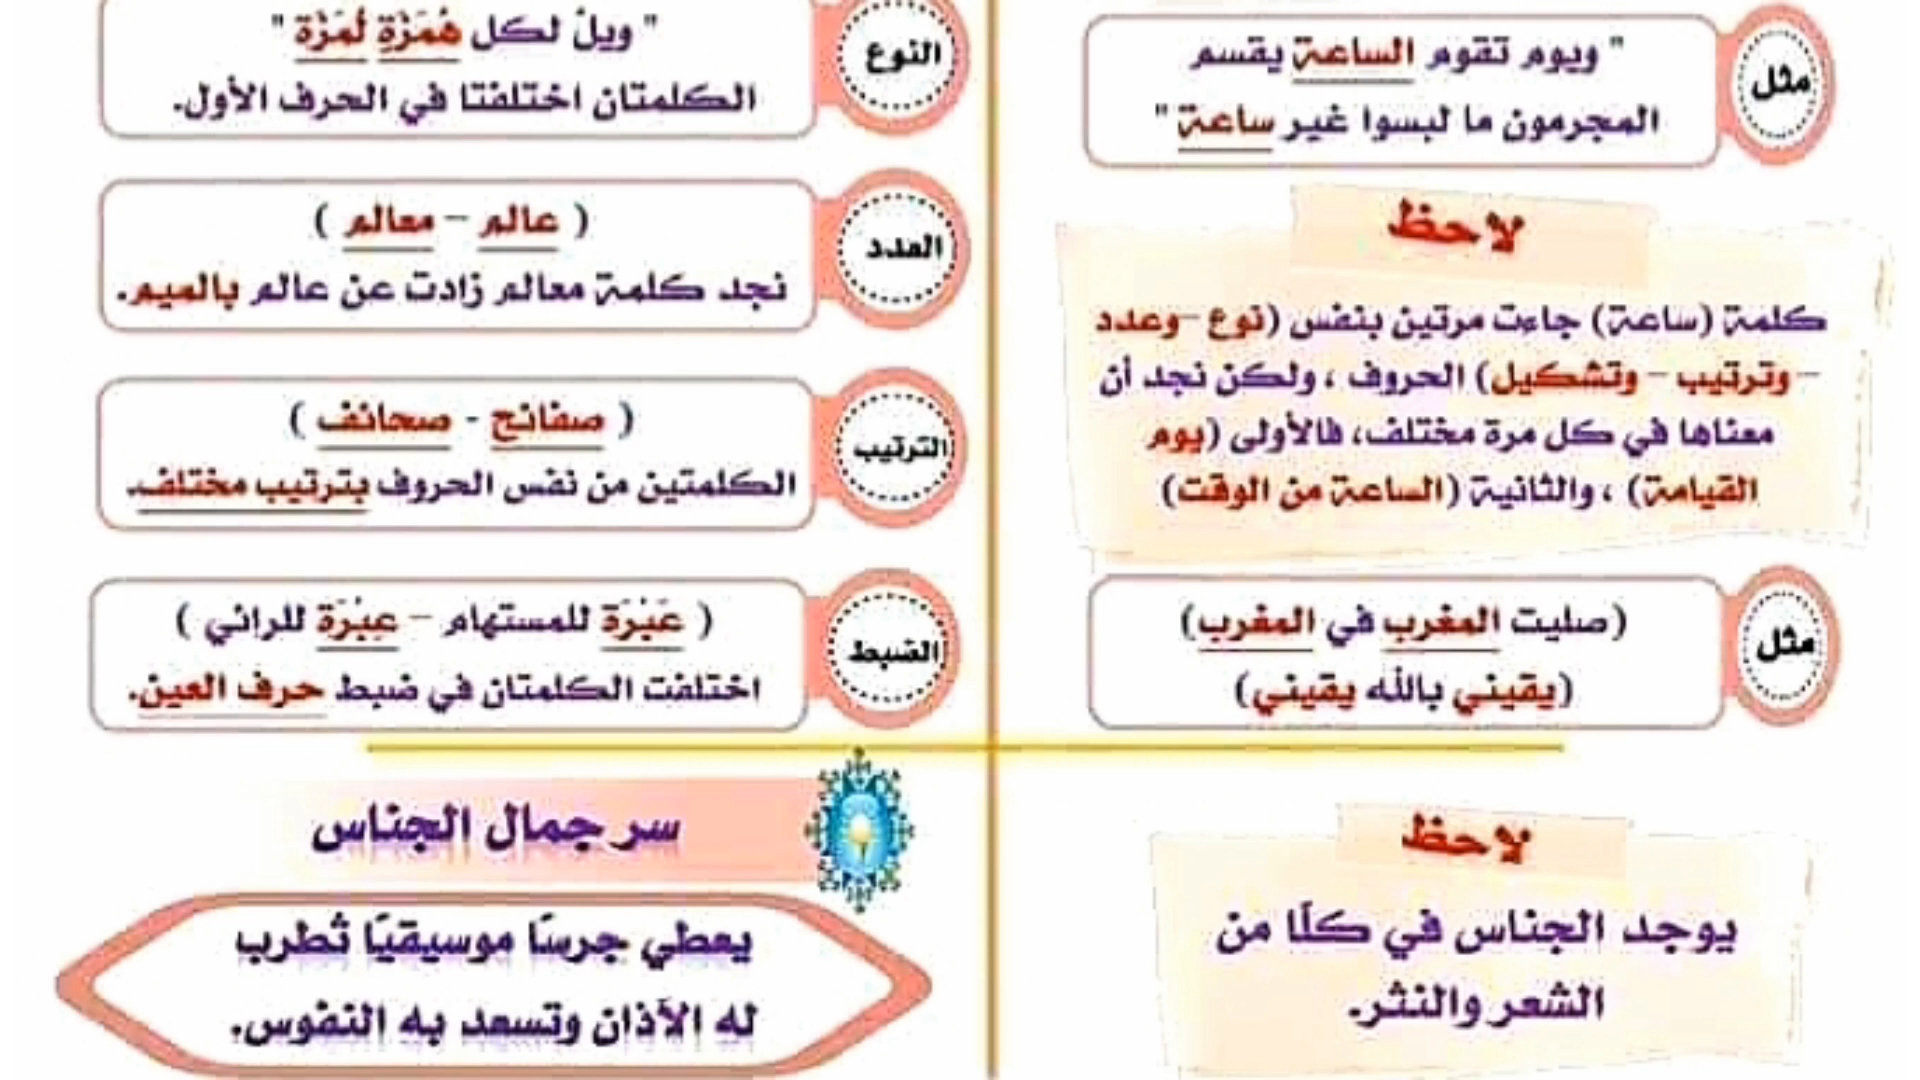 مثل
" ويوم تقوم الساعة يقسم
المجرمون ما لبسوا غير ساعة "
لاحظ
كلمة (ساعة) جاءت مرتين بنفس (نوع -وعدد
- وترتيب - وتشكيل) الحروف ، ولكن نجد أن
معناها في كل مرة مختلف، فالأولى (يوم
القيامة) ، والثانية (الساعة من الوقت)
مثل
(صليت المغرب في المغرب)
(يقيني بالله يقيني)
لاحظ
يوجد الجناس في كلًا من
الشعر والنثر.
النوع
" ويلٌ لكل هُمَزَةٍ لُمَزَة "
الكلمتان اختلفتا في الحرف الأول.
العدد
( عالم – معالم )
نجد كلمة معالم زادت عن عالم بالميم.
الترتيب
( صفائح - صحائف )
الكلمتين من نفس الحروف بترتيب مختلف.
الضبط
( عَبْرَة للمستهام – عِبْرَة للرائي )
اختلفت الكلمتان في ضبط حرف العين.
سر جمال الجناس
يعطي جرسًا موسيقيًا تُطرب
له الآذان وتسعد به النفوس.